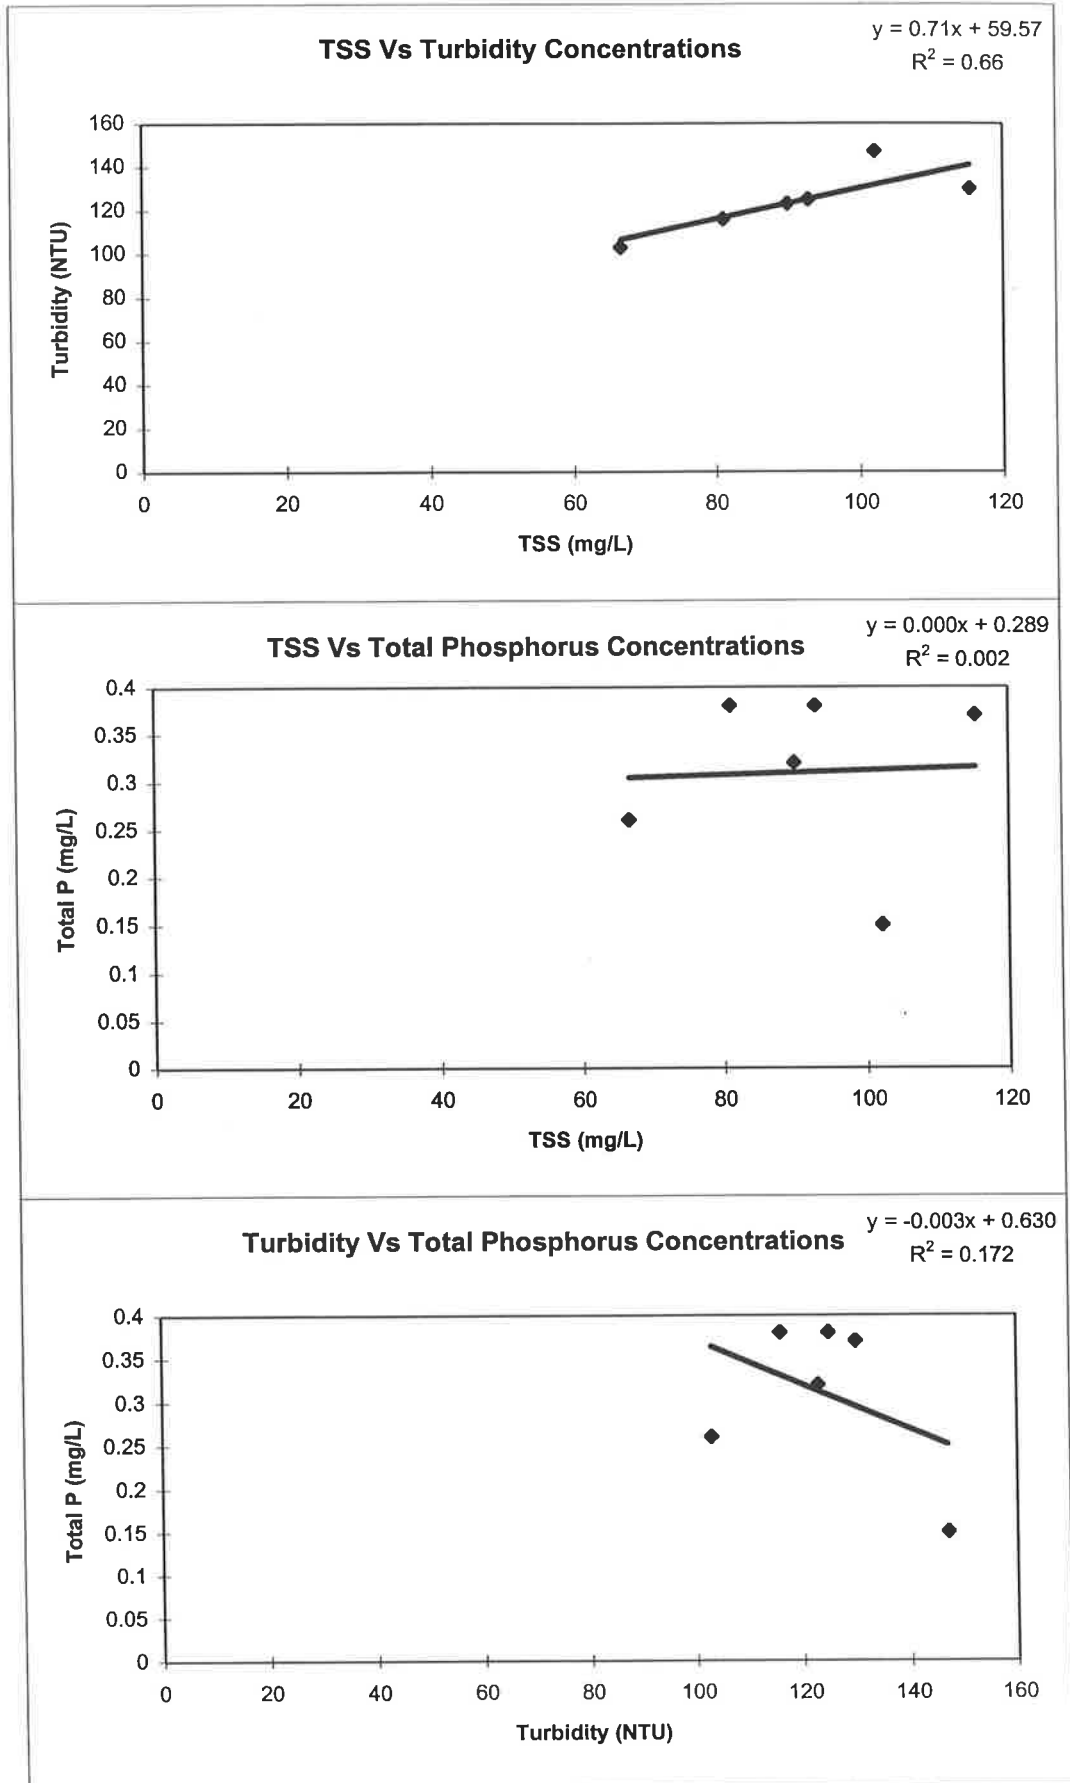 TSS Vs Turbidity Concentrations
y = 0.71x + 59.57
R² = 0.66
160
140
120
100
80
60
40
20
0
Turbidity (NTU)
0 20 40 60 80 100 120
TSS (mg/L)
TSS Vs Total Phosphorus Concentrations
y = 0.000x + 0.289
R² = 0.002
0.4
0.35
0.3
0.25
0.2
0.15
0.1
0.05
0
Total P (mg/L)
0 20 40 60 80 100 120
TSS (mg/L)
Turbidity Vs Total Phosphorus Concentrations
y = -0.003x + 0.630
R² = 0.172
0.4
0.35
0.3
0.25
0.2
0.15
0.1
0.05
0
Total P (mg/L)
0 20 40 60 80 100 120 140 160
Turbidity (NTU)